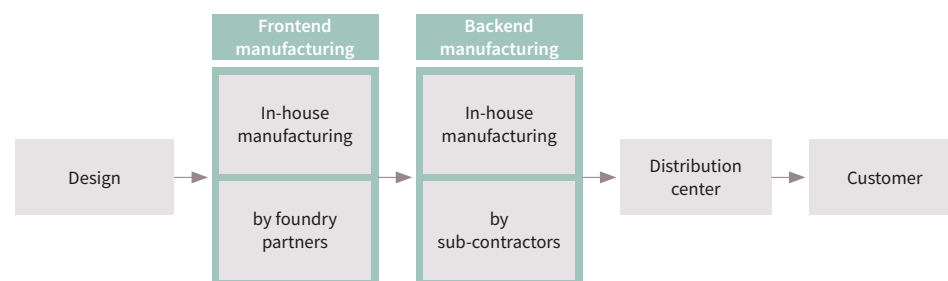 Frontend
manufacturing
Backend
manufacturing
In-house
manufacturing
In-house
manufacturing
Design
Distribution
center
Customer
by foundry
partners
by
sub-contractors